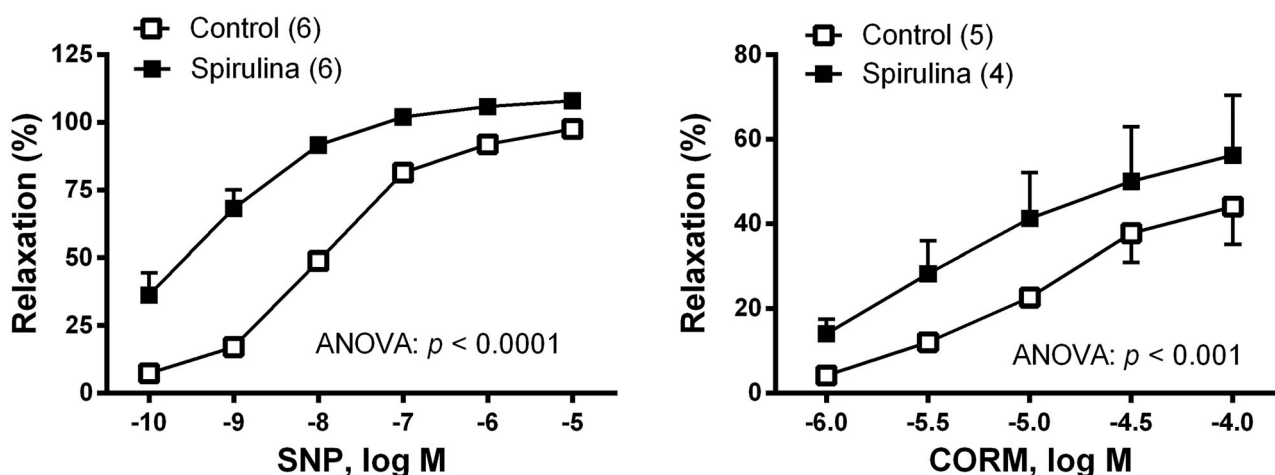 Control (6)
Spirulina (6)
Relaxation (%)
125
100
75
50
25
0
ANOVA: p < 0.0001
-10 -9 -8 -7 -6 -5
SNP, log M
Control (5)
Spirulina (4)
Relaxation (%)
80
60
40
20
0
ANOVA: p < 0.001
-6.0 -5.5 -5.0 -4.5 -4.0
CORM, log M